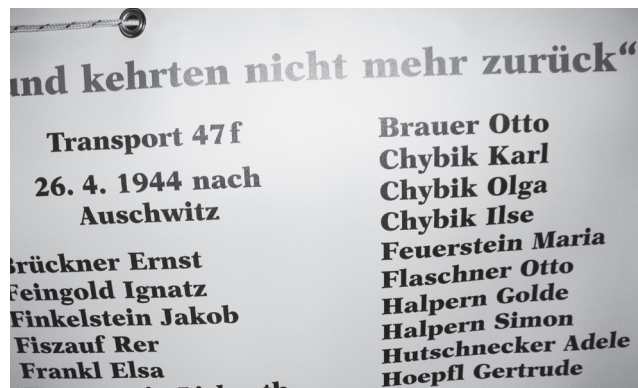 und kehrten nicht mehr zurück“
Transport 47f
26. 4. 1944 nach
Auschwitz
Brückner Ernst
Feingold Ignatz
Finkelstein Jakob
Fiszauf Rer
Frankl Elsa
Brauer Otto
Chybik Karl
Chybik Olga
Chybik Ilse
Feuerstein Maria
Flaschner Otto
Halpern Golde
Halpern Simon
Hutschnecker Adele
Hoepfl Gertrude